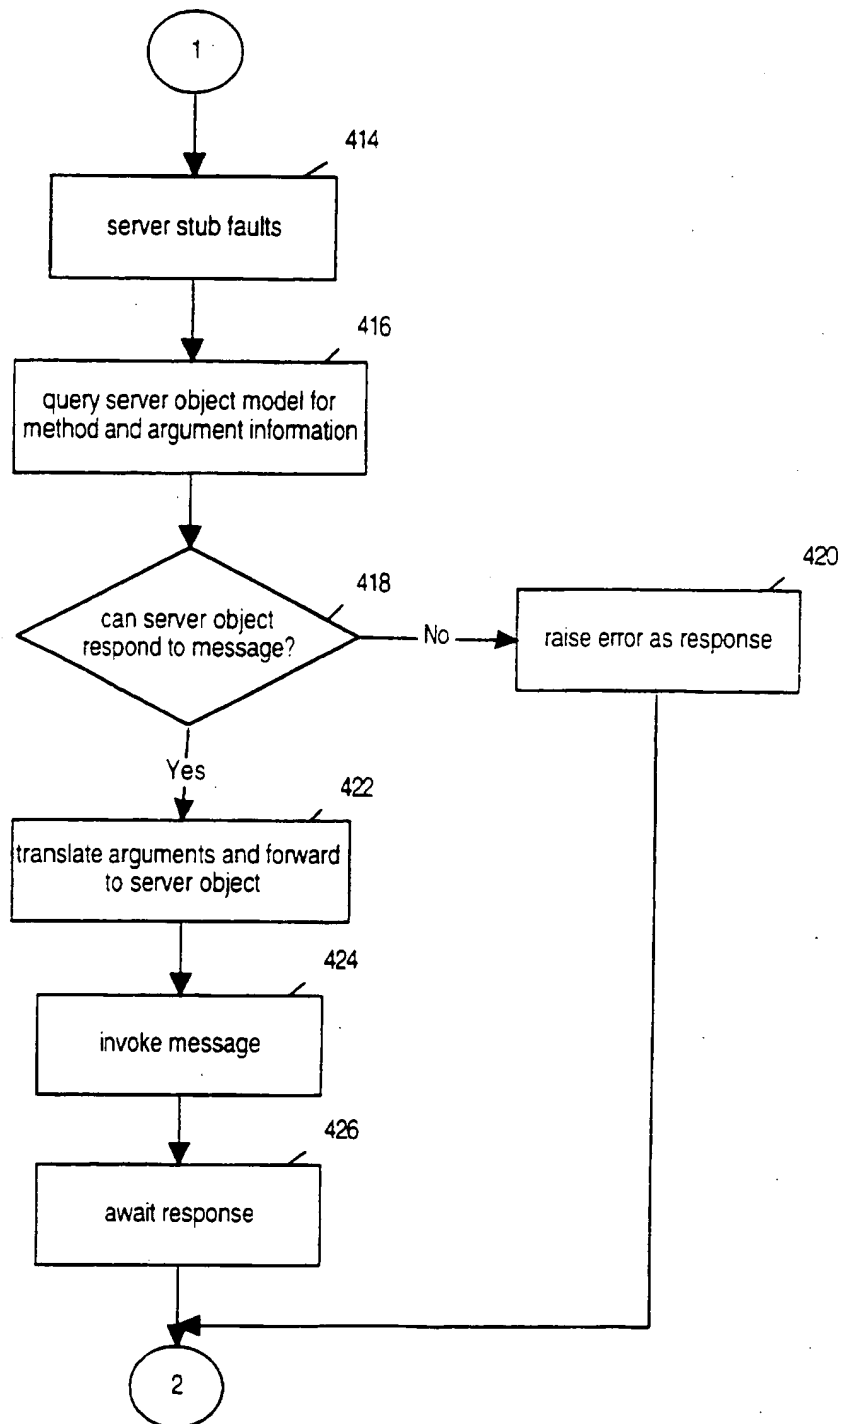 1
414
server stub faults
416
query server object model for
method and argument information
418
can server object
respond to message?
No
420
raise error as response
Yes
422
translate arguments and forward
to server object
424
invoke message
426
await response
2